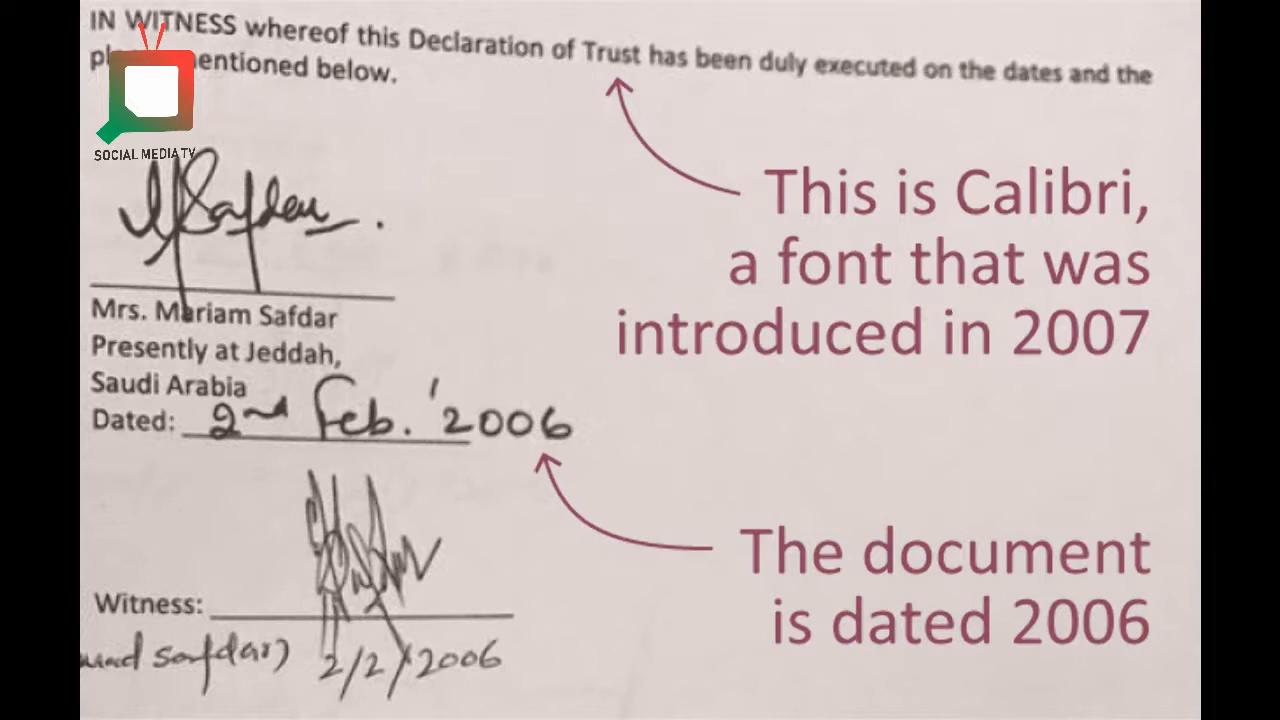 IN WITNESS whereof this Declaration of Trust has been duly executed on the dates and the
mentioned below.
SOCIAL MEDIA TV
MSafdar.
Mrs. Mariam Safdar
Presently at Jeddah,
Saudi Arabia
Dated: 2nd Feb.'2006
Witness:
safdar) 2/2/2006
This is Calibri,
a font that was
introduced in 2007
The document
is dated 2006